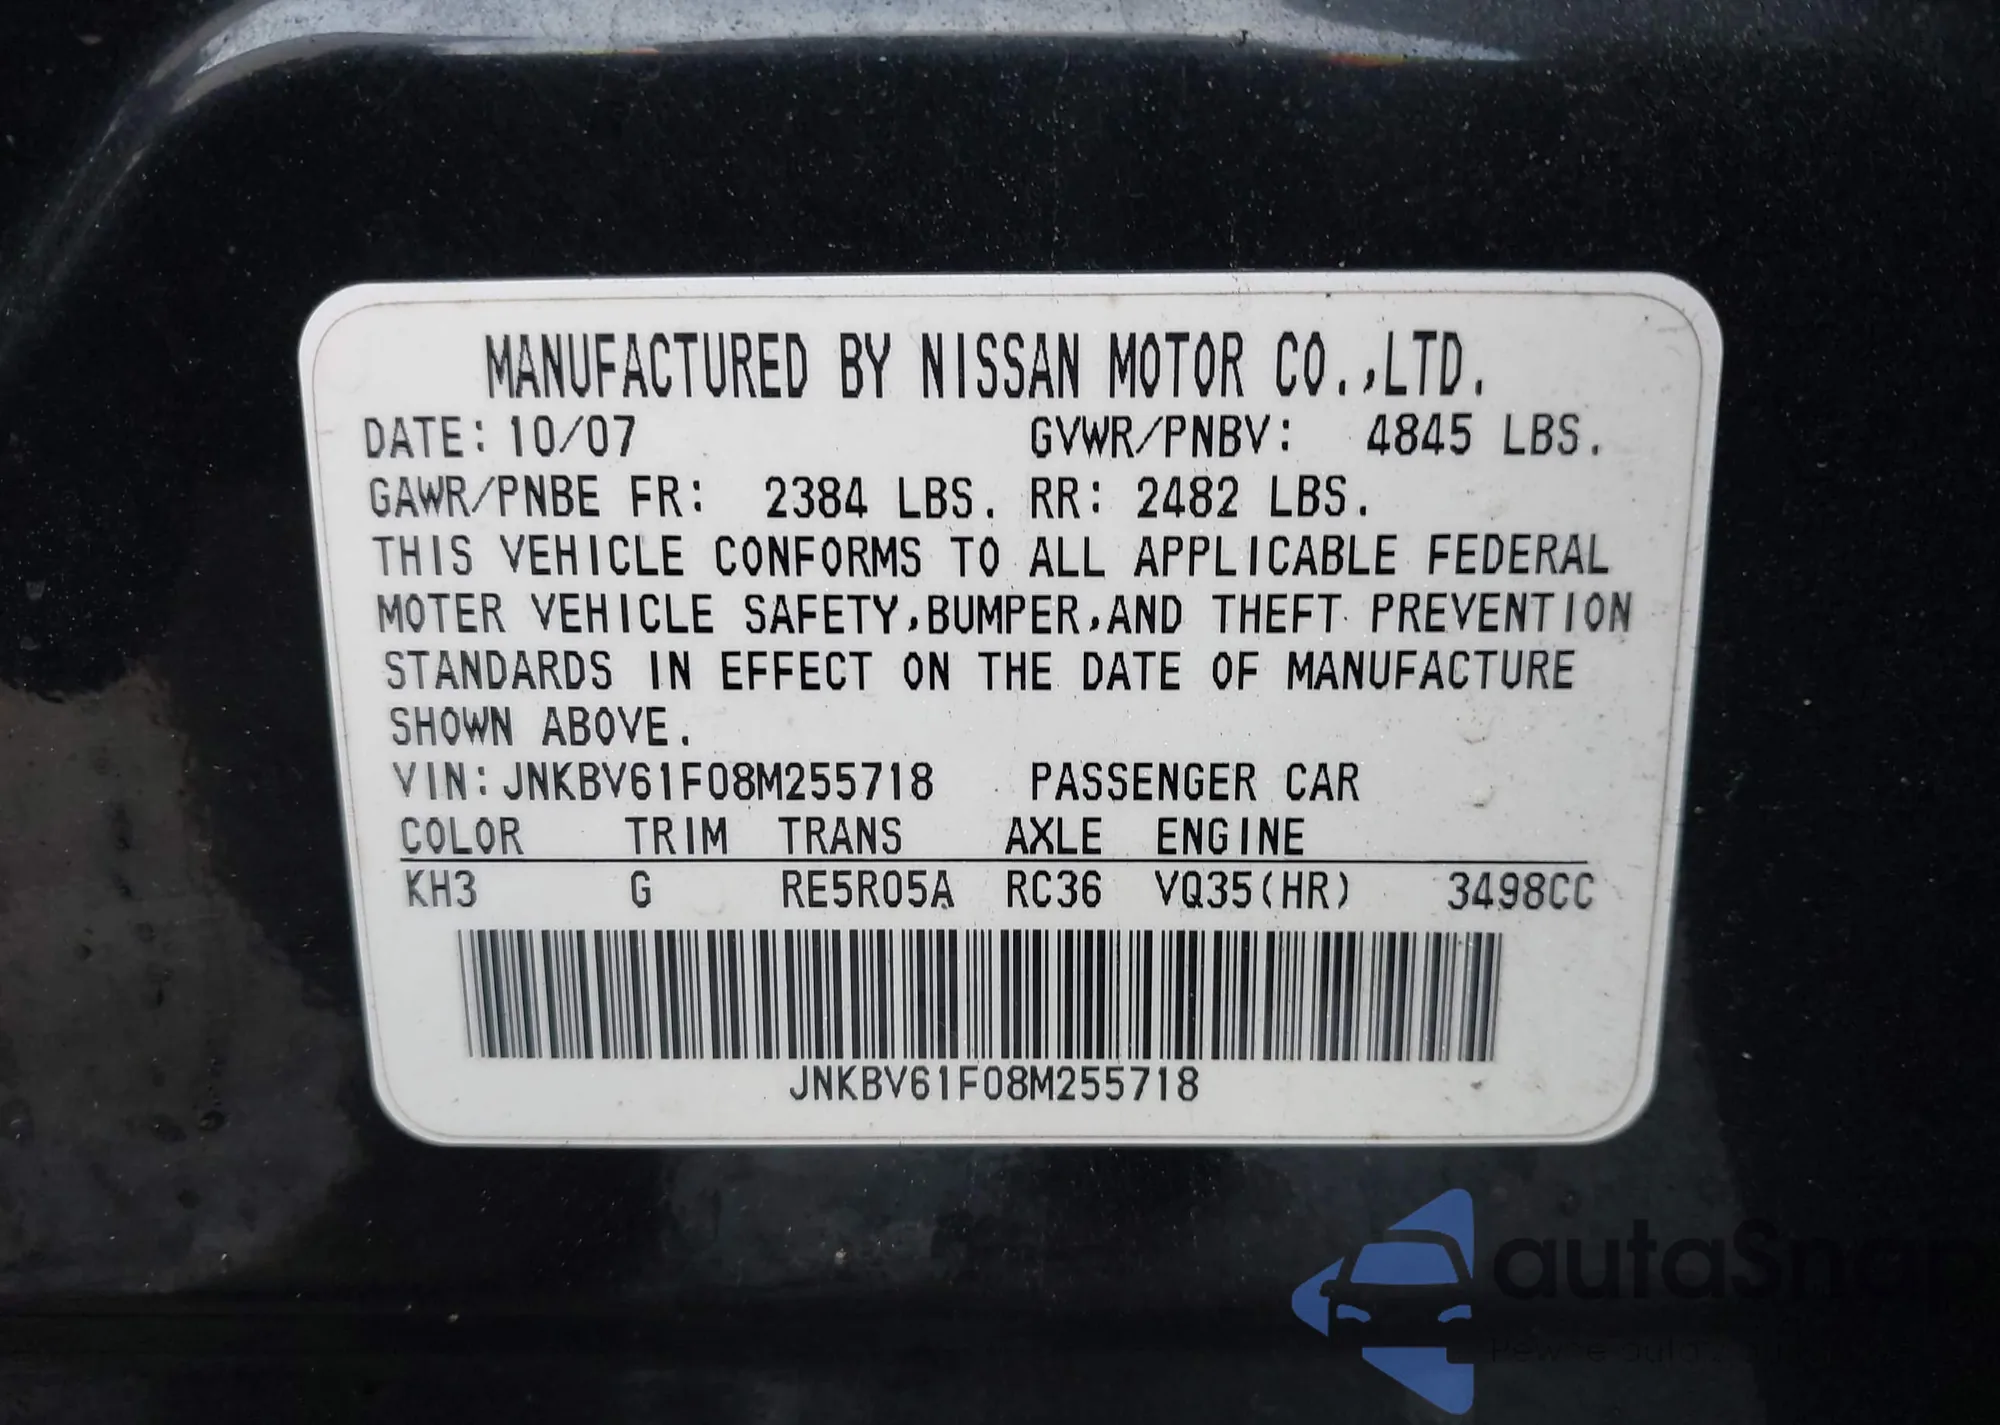 MANUFACTURED BY NISSAN MOTOR CO.,LTD.
DATE: 10/07 GVWR/PNBV: 4845 LBS.
GAWR/PNBE FR: 2384 LBS. RR: 2482 LBS.
THIS VEHICLE CONFORMS TO ALL APPLICABLE FEDERAL
MOTER VEHICLE SAFETY,BUMPER,AND THEFT PREVENTION
STANDARDS IN EFFECT ON THE DATE OF MANUFACTURE
SHOWN ABOVE.
VIN: JNKBV61F08M255718 PASSENGER CAR
COLOR TRIM TRANS AXLE ENGINE
KH3 G RE5R05A RC36 VQ35(HR) 3498CC
JNKBV61F08M255718
autaSna
auta z